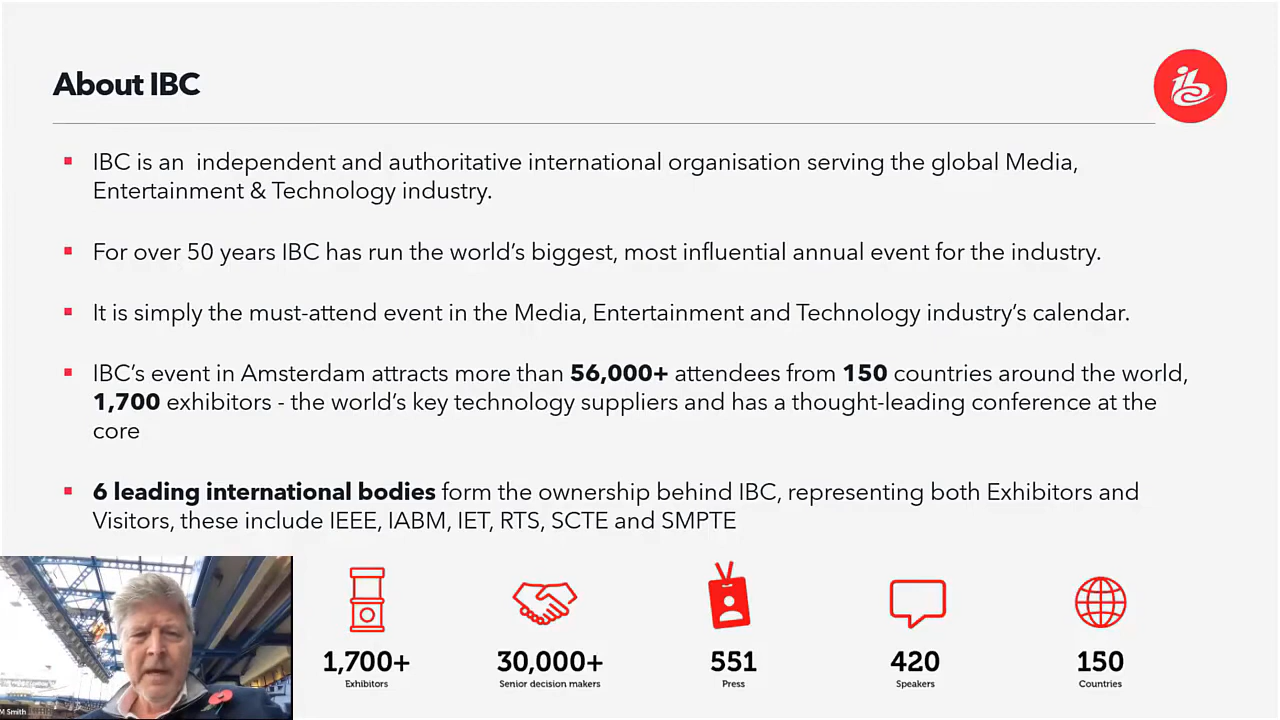 About IBC
ibc
IBC is an independent and authoritative international organisation serving the global Media,
Entertainment & Technology industry.
For over 50 years IBC has run the world's biggest, most influential annual event for the industry.
It is simply the must-attend event in the Media, Entertainment and Technology industry's calendar.
IBC's event in Amsterdam attracts more than 56,000+ attendees from 150 countries around the world,
1,700 exhibitors - the world's key technology suppliers and has a thought-leading conference at the
core
6 leading international bodies form the ownership behind IBC, representing both Exhibitors and
Visitors, these include IEEE, IABM, IET, RTS, SCTE and SMPTE
1,700+
Exhibitors
30,000+
Senior decision makers
551
Press
420
Speakers
150
Countries
M Smith